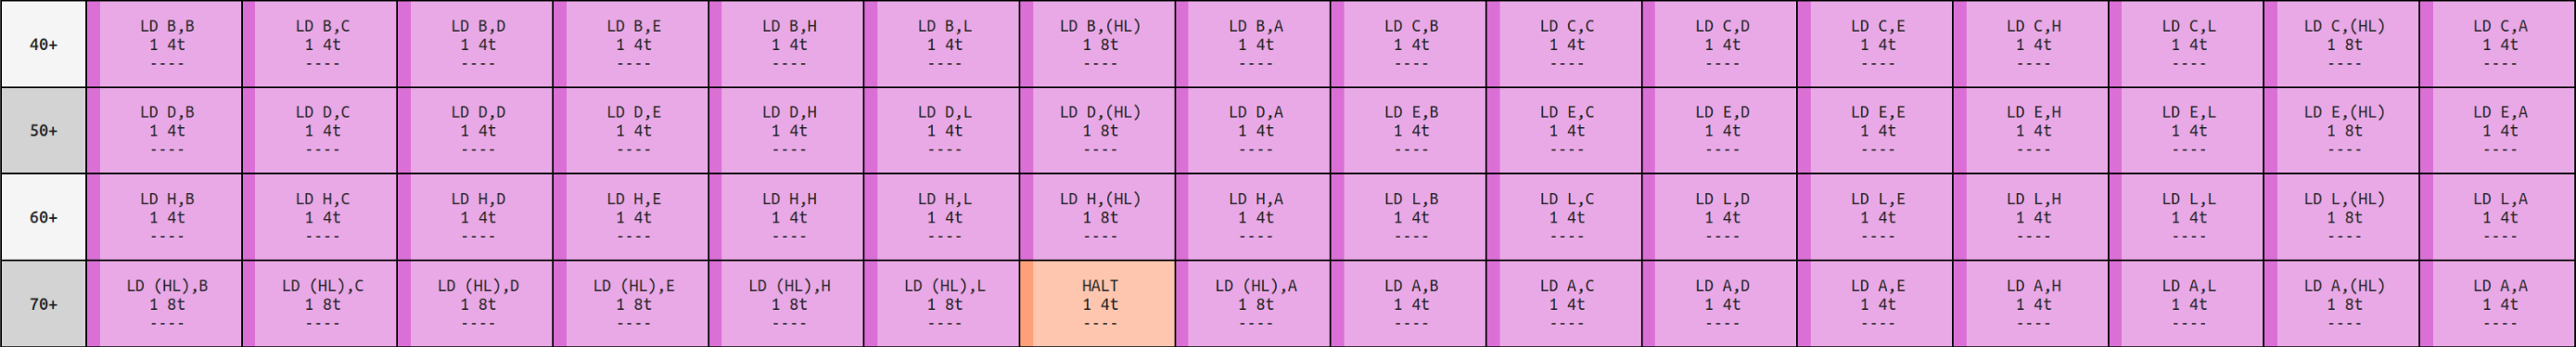 LD B,B LD B,C LD B,D LD B,E LD B,H LD B,L LD B,(HL) LD B,A LD C,B LD C,C LD C,D LD C,E LD C,H LD C,L LD C,(HL) LD C,A
40+ 1 4t 1 4t 1 4t 1 4t 1 4t 1 4t 1 8t 1 4t 1 4t 1 4t 1 4t 1 4t 1 4t 1 4t 1 8t 1 4t
---- ---- ---- ---- ---- ---- ---- ---- ---- ---- ---- ---- ---- ---- ---- ----
LD D,B LD D,C LD D,D LD D,E LD D,H LD D,L LD D,(HL) LD D,A LD E,B LD E,C LD E,D LD E,E LD E,H LD E,L LD E,(HL) LD E,A
50+ 1 4t 1 4t 1 4t 1 4t 1 4t 1 4t 1 8t 1 4t 1 4t 1 4t 1 4t 1 4t 1 4t 1 4t 1 8t 1 4t
---- ---- ---- ---- ---- ---- ---- ---- ---- ---- ---- ---- ---- ---- ---- ----
LD H,B LD H,C LD H,D LD H,E LD H,H LD H,L LD H,(HL) LD H,A LD L,B LD L,C LD L,D LD L,E LD L,H LD L,L LD L,(HL) LD L,A
60+ 1 4t 1 4t 1 4t 1 4t 1 4t 1 4t 1 8t 1 4t 1 4t 1 4t 1 4t 1 4t 1 4t 1 4t 1 8t 1 4t
---- ---- ---- ---- ---- ---- ---- ---- ---- ---- ---- ---- ---- ---- ---- ----
LD (HL),B LD (HL),C LD (HL),D LD (HL),E LD (HL),H LD (HL),L HALT LD (HL),A LD A,B LD A,C LD A,D LD A,E LD A,H LD A,L LD A,(HL) LD A,A
70+ 1 8t 1 8t 1 8t 1 8t 1 8t 1 8t 1 4t 1 8t 1 4t 1 4t 1 4t 1 4t 1 4t 1 4t 1 8t 1 4t
---- ---- ---- ---- ---- ---- ---- ---- ---- ---- ---- ---- ---- ---- ---- ----